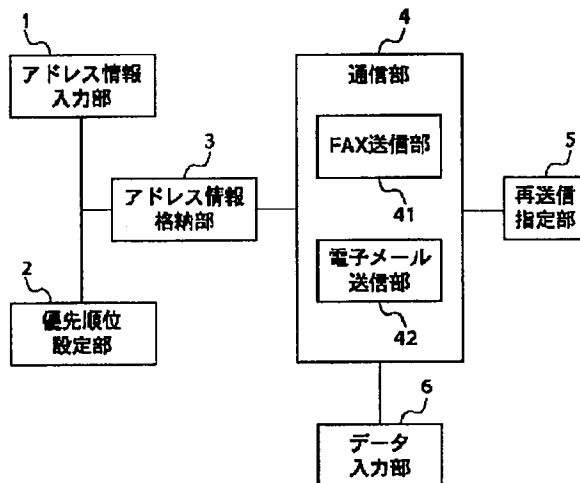 1
アドレス情報
入力部
2
優先順位
設定部
3
アドレス情報
格納部
4
通信部
FAX送信部
41
電子メール
送信部
42
5
再送信
指定部
6
データ
入力部